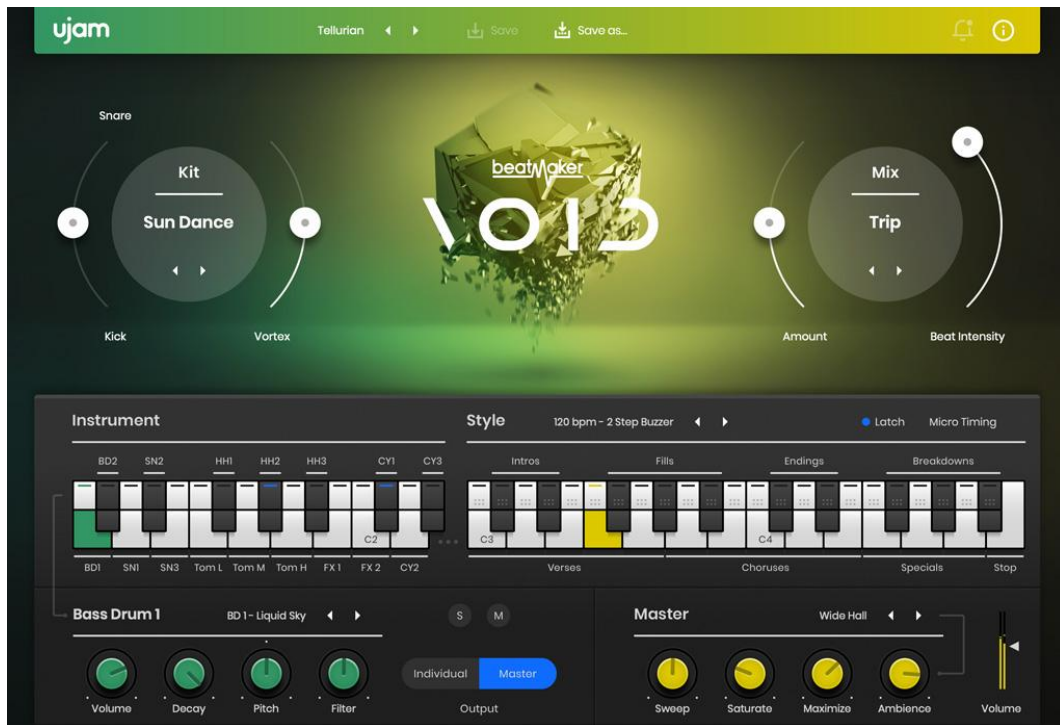 ujam
Tellurian
Save
Save as...
Snare
Kit
Sun Dance
Kick
Vortex
beatMaker
VOID
Mix
Trip
Amount
Beat Intensity
Instrument
Style
120 bpm - 2 Step Buzzer
Latch
Micro Timing
BD2 SN2 HH1 HH2 HH3 CY1 CY3
Intros Fills Endings Breakdowns
C2 C3 C4
BD1 SN1 SN3 Tom L Tom M Tom H FX 1 FX 2 CY2
Verses Choruses Specials Stop
Bass Drum 1
BD 1 - Liquid Sky
S M
Master
Wide Hall
Individual Master
Volume Decay Pitch Filter
Output
Sweep Saturate Maximize Ambience Volume